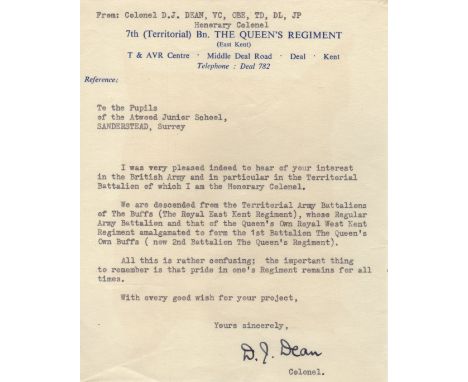 From: Colonel D.J. DEAN, VC, OBE, TD, DL, JP
Honorary Colonel
7th (Territorial) Bn. THE QUEEN'S REGIMENT
(East Kent)
T & AVR Centre · Middle Deal Road · Deal · Kent
Telephone : Deal 782
Reference:
To the Pupils
of the Atwood Junior School,
SANDERSTEAD, Surrey
I was very pleased indeed to hear of your interest
in the British Army and in particular in the Territorial
Battalion of which I am the Honorary Colonel.
We are descended from the Territorial Army Battalions
of The Buffs (The Royal East Kent Regiment), whose Regular
Army Battalion and that of the Queen's Own Royal West Kent
Regiment amalgamated to form the 1st Battalion The Queen's
Own Buffs ( now 2nd Battalion The Queen's Regiment).
All this is rather confusing; the important thing
to remember is that pride in one's Regiment remains for all
times.
With every good wish for your project,
Yours sincerely,
D. J. Dean
Colonel.